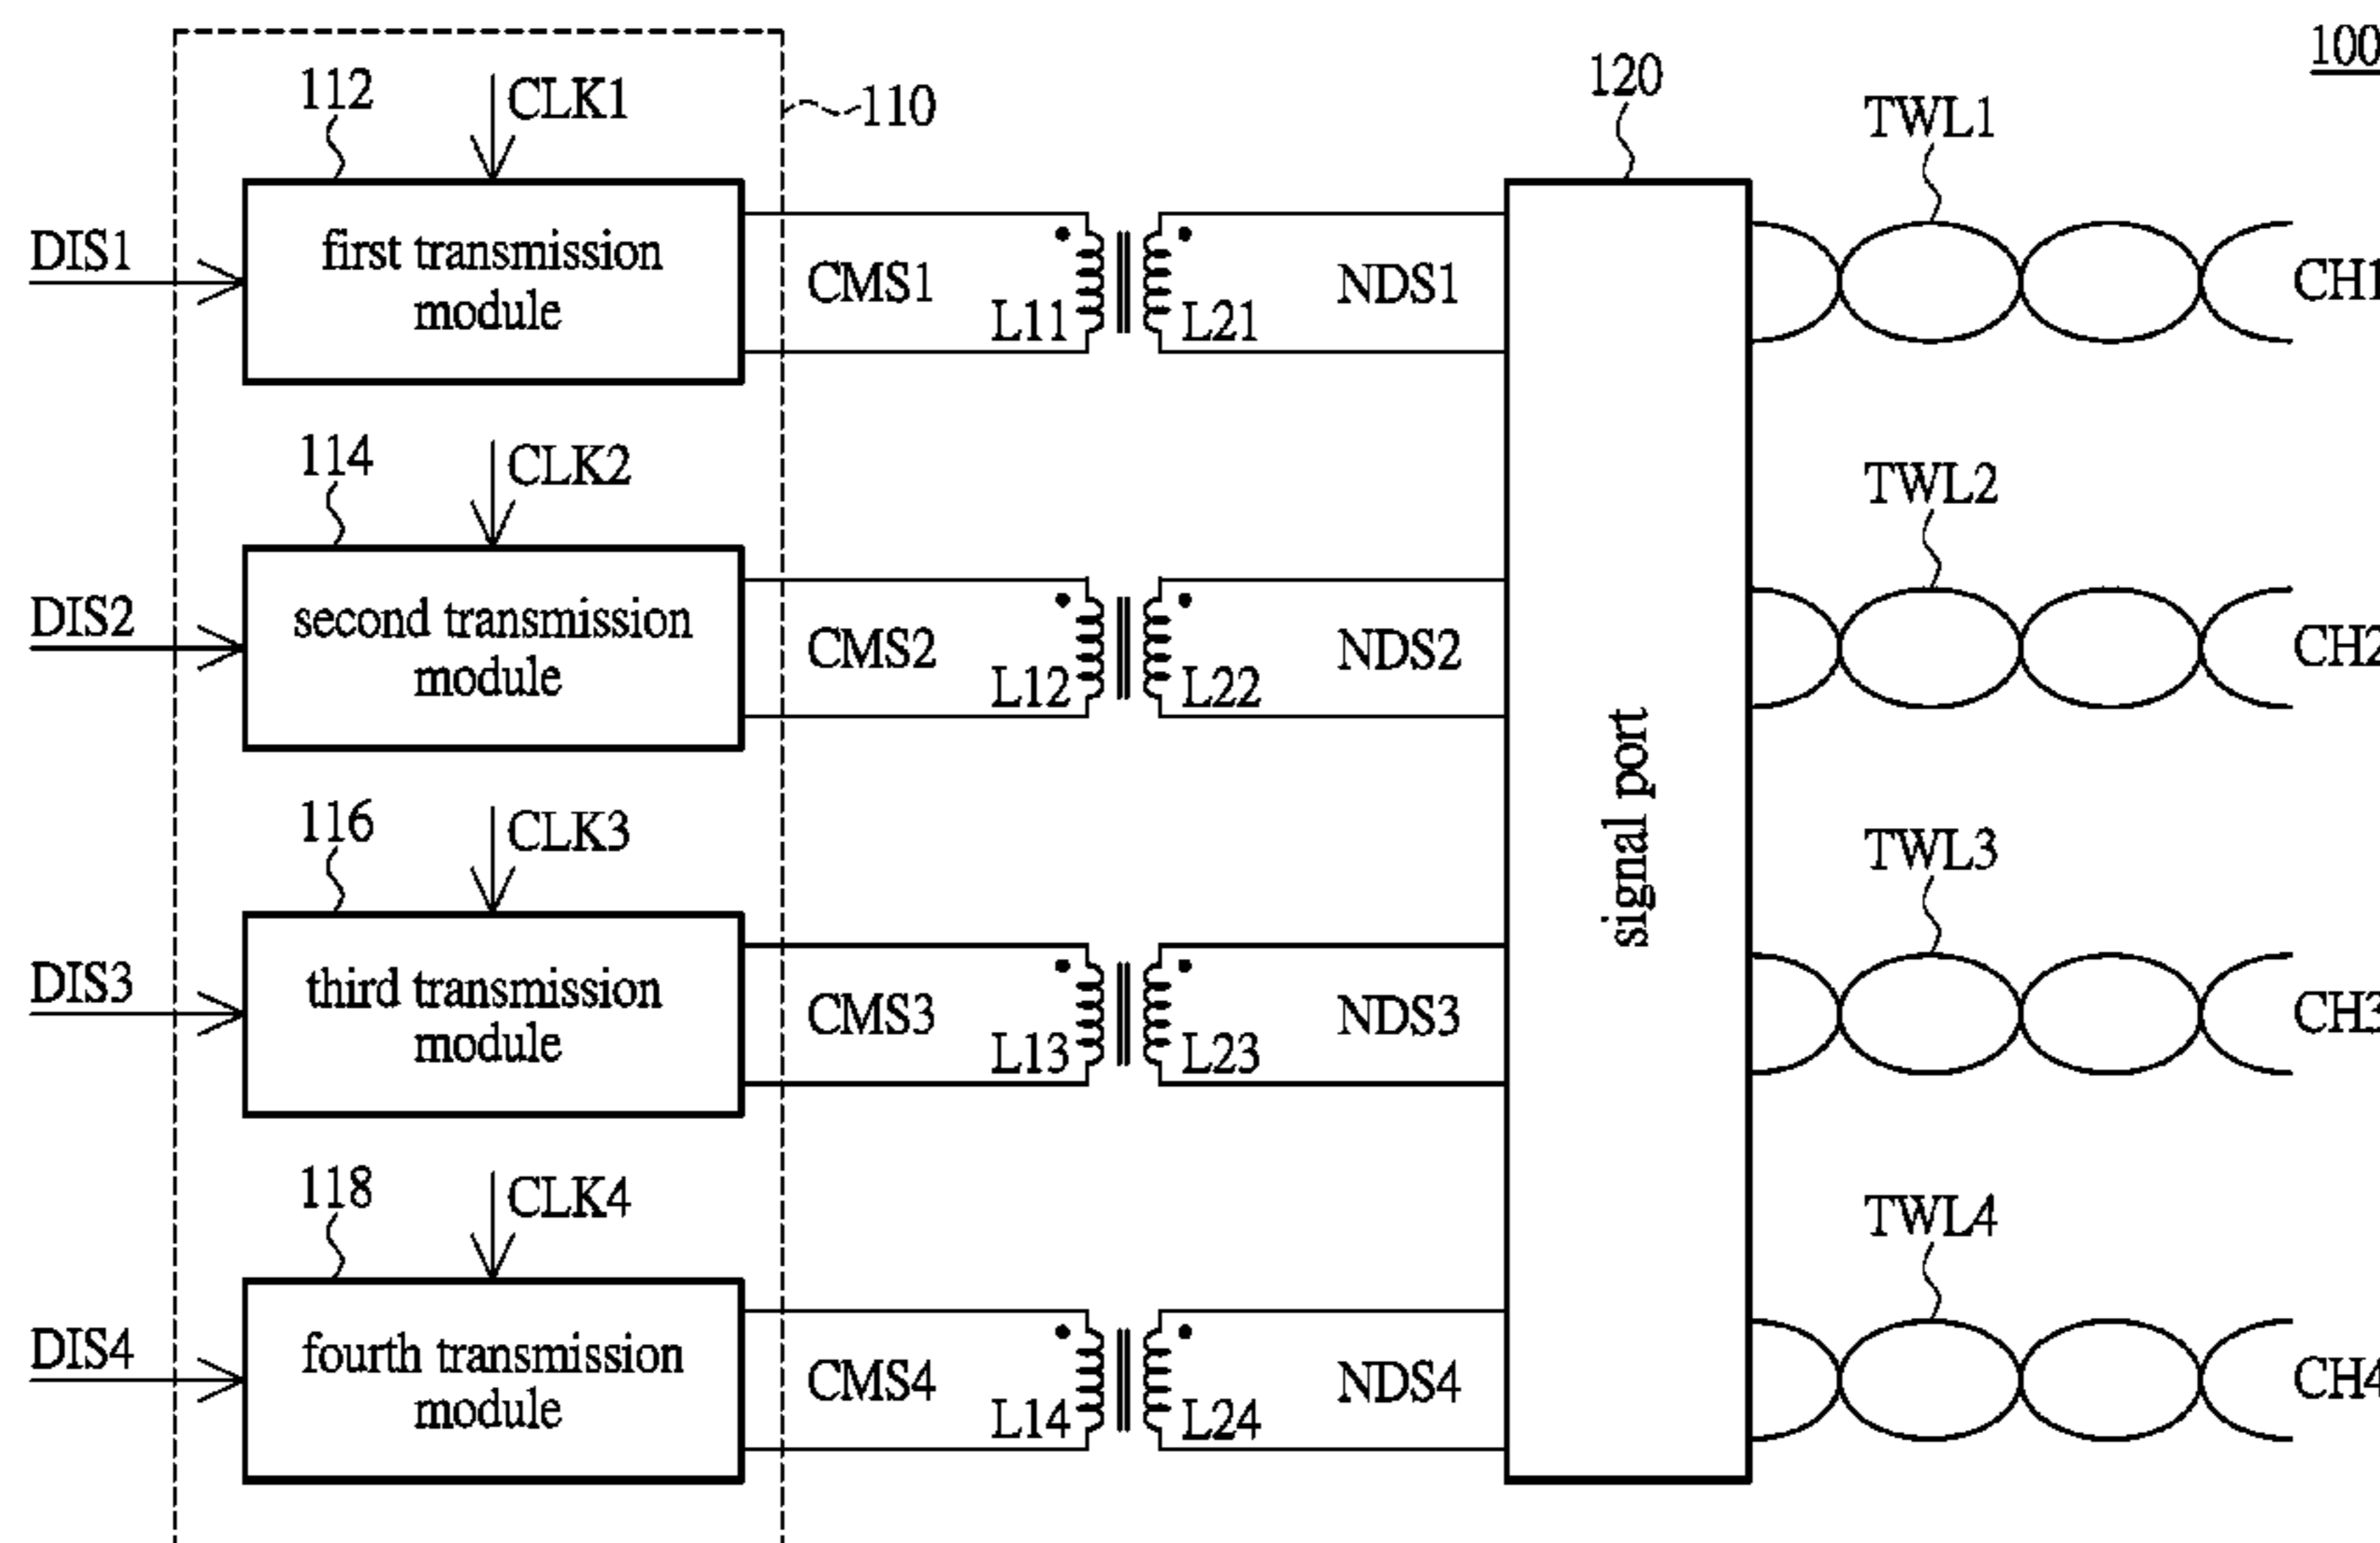 100
112
CLK1
110
120
TWL1
DIS1
first transmission
module
CMS1
L11
L21
NDS1
CH1
114
CLK2
TWL2
DIS2
second transmission
module
CMS2
L12
L22
NDS2
CH2
signal port
116
CLK3
TWL3
DIS3
third transmission
module
CMS3
L13
L23
NDS3
CH3
118
CLK4
TWL4
DIS4
fourth transmission
module
CMS4
L14
L24
NDS4
CH4